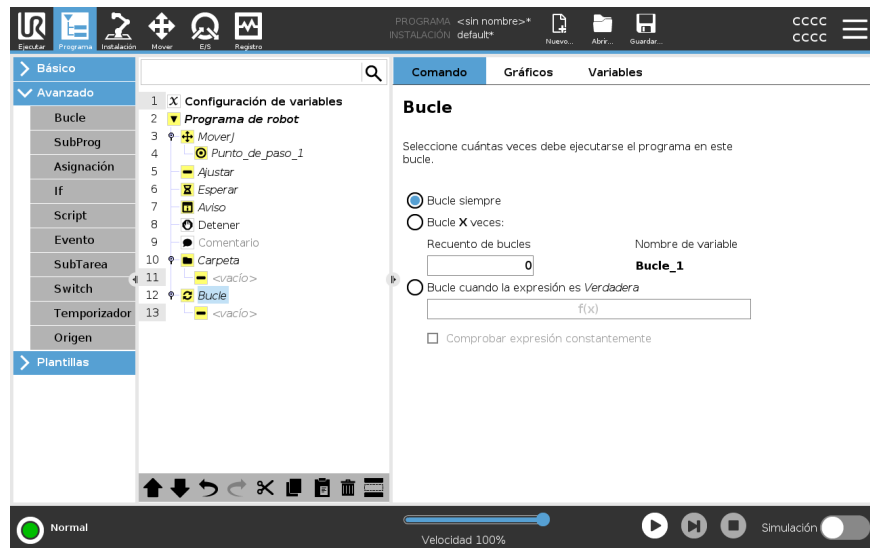 PROGRAMA <sin nombre>*
INSTALACIÓN default*
CCCC
CCCC
Ejecutar Programa Instalación Mover E/S Registro Nuevo... Abrir... Guardar...
Básico
Avanzado
Bucle
SubProg
Asignación
If
Script
Evento
SubTarea
Switch
Temporizador
Origen
Plantillas
1 X Configuración de variables
2 Programa de robot
3 MoverJ
4 Punto_de_paso_1
5 Ajustar
6 Esperar
7 Aviso
8 Detener
9 Comentario
10 Carpeta
11 <vacío>
12 Bucle
13 <vacío>
Comando Gráficos Variables
Bucle
Seleccione cuántas veces debe ejecutarse el programa en este
bucle.
Bucle siempre
Bucle X veces:
Recuento de bucles Nombre de variable
0 Bucle_1
Bucle cuando la expresión es Verdadera
f(x)
Comprobar expresión constantemente
Normal
Velocidad 100%
Simulación